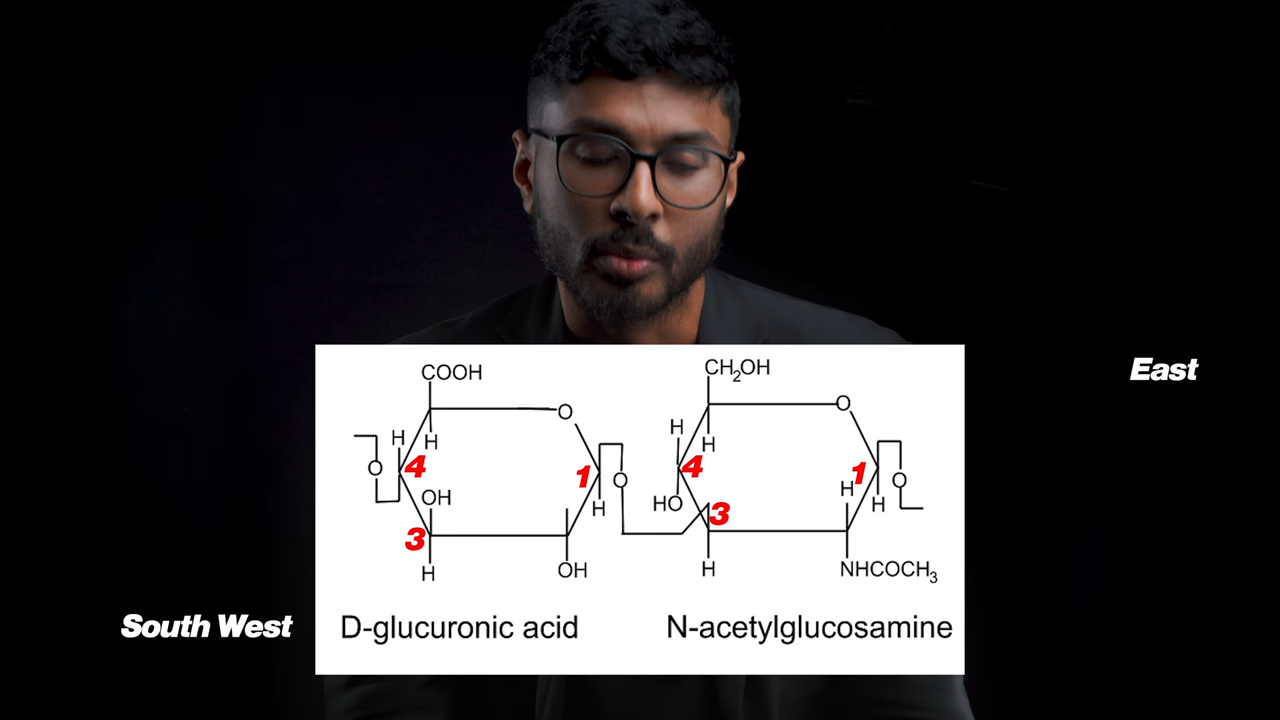 COOH
CH2OH
O
O
East
H
H
H
H
O
4
1
O
4
1
O
OH
H
HO
H
H
3
3
H
H
OH
NHCOCH3
South West
D-glucuronic acid
N-acetylglucosamine